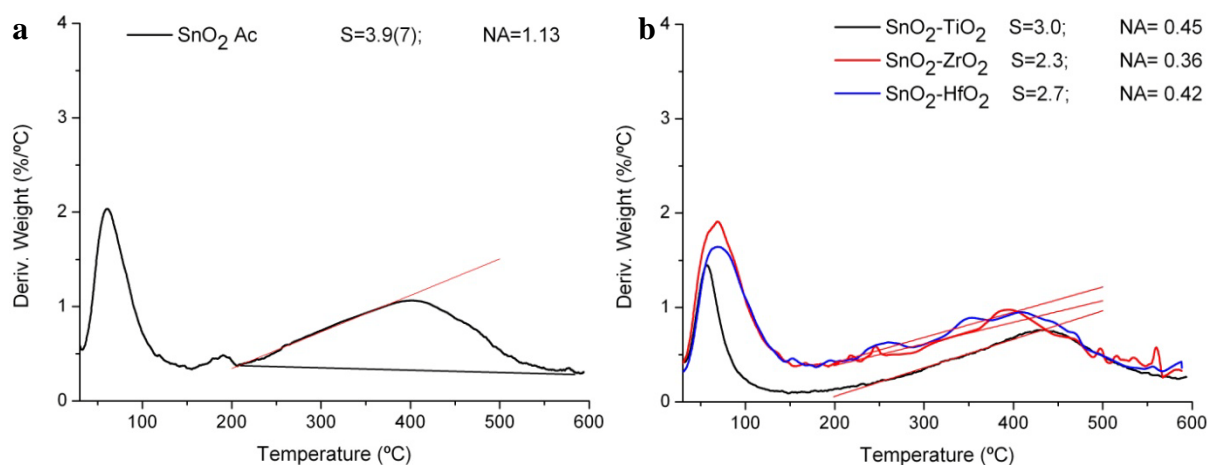 a
SnO2 Ac S=3.9(7); NA=1.13
4
3
2
1
0
Deriv. Weight (%/ºC)
100 200 300 400 500 600
Temperature (ºC)
b
SnO2-TiO2 S=3.0; NA= 0.45
SnO2-ZrO2 S=2.3; NA= 0.36
SnO2-HfO2 S=2.7; NA= 0.42
4
3
2
1
0
Deriv. Weight (%/ºC)
100 200 300 400 500 600
Temperature (ºC)